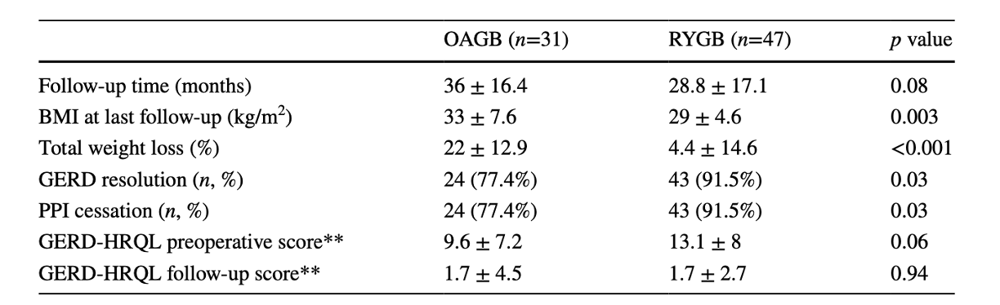 OAGB (n=31) RYGB (n=47) p value
Follow-up time (months) 36 ± 16.4 28.8 ± 17.1 0.08
BMI at last follow-up (kg/m²) 33 ± 7.6 29 ± 4.6 0.003
Total weight loss (%) 22 ± 12.9 4.4 ± 14.6 <0.001
GERD resolution (n, %) 24 (77.4%) 43 (91.5%) 0.03
PPI cessation (n, %) 24 (77.4%) 43 (91.5%) 0.03
GERD-HRQL preoperative score** 9.6 ± 7.2 13.1 ± 8 0.06
GERD-HRQL follow-up score** 1.7 ± 4.5 1.7 ± 2.7 0.94